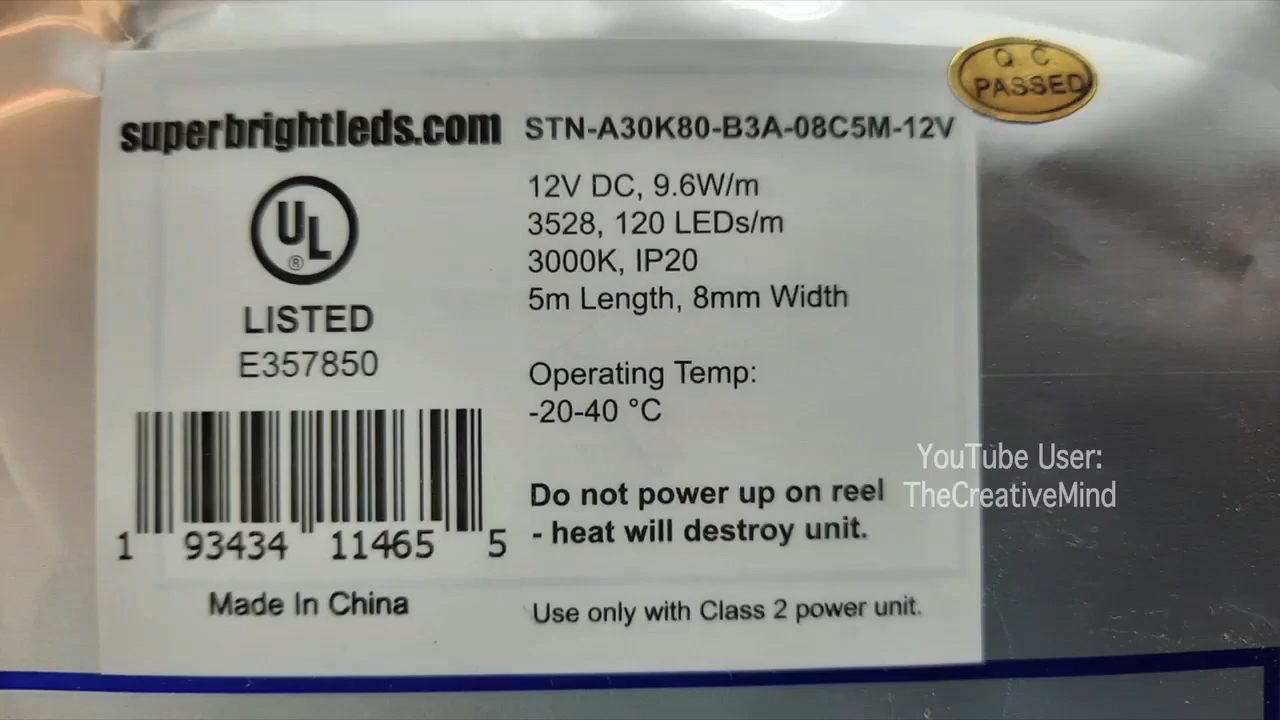 superbrightleds.com
STN-A30K80-B3A-08C5M-12V
Q. C.
PASSED
12V DC, 9.6W/m
3528, 120 LEDs/m
3000K, IP20
5m Length, 8mm Width
UL
®
LISTED
E357850
Operating Temp:
-20-40 °C
Do not power up on reel
- heat will destroy unit.
1 93434 11465 5
Made In China
Use only with Class 2 power unit.
YouTube User:
TheCreativeMind